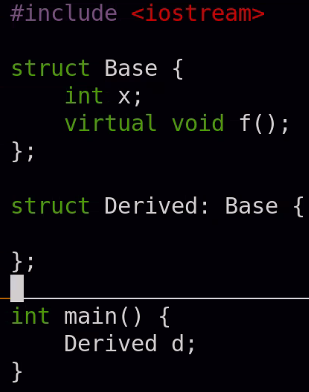 #include <iostream>
struct Base {
    int x;
    virtual void f();
};
struct Derived: Base {
};
int main() {
    Derived d;
}